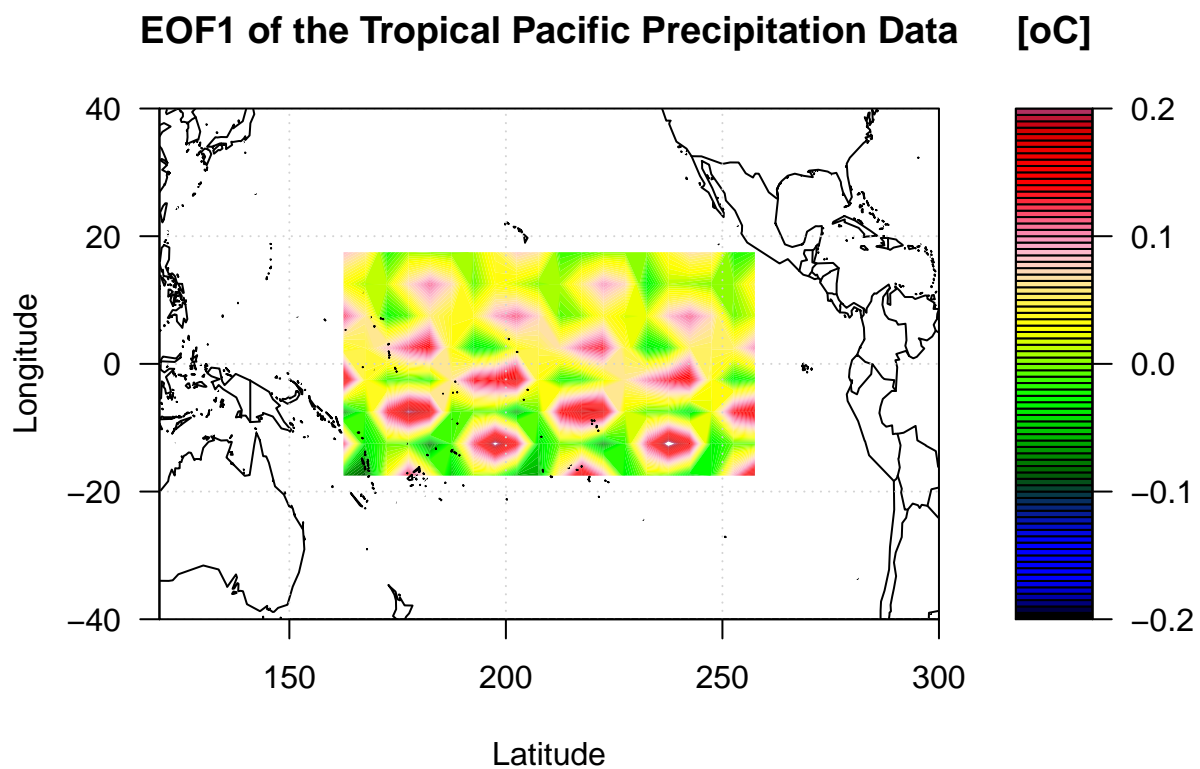 EOF1 of the Tropical Pacific Precipitation Data [oC]
40
20
0
−20
−40
Longitude
150 200 250 300
Latitude
0.2
0.1
0.0
−0.1
−0.2